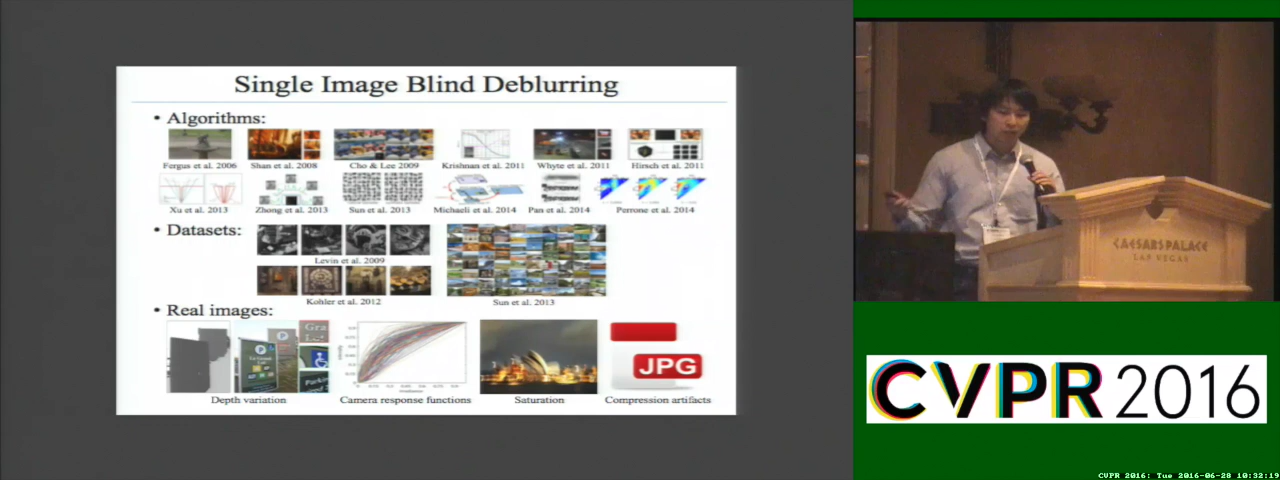 Single Image Blind Deblurring
• Algorithms:
Fergus et al. 2006 Shan et al. 2008 Cho & Lee 2009 Krishnan et al. 2011 Whyte et al. 2011 Hirsch et al. 2011
Xu et al. 2013 Zhong et al. 2013 Sun et al. 2013 Michaeli et al. 2014 Pan et al. 2014 Perrone et al. 2014
• Datasets:
Levin et al. 2009
Kohler et al. 2012 Sun et al. 2013
• Real images:
JPG
Depth variation Camera response functions Saturation Compression artifacts
CAESARS PALACE
LAS VEGAS
CVPR 2016
CVPR 2016: Tue 2016-06-28 10:32:19